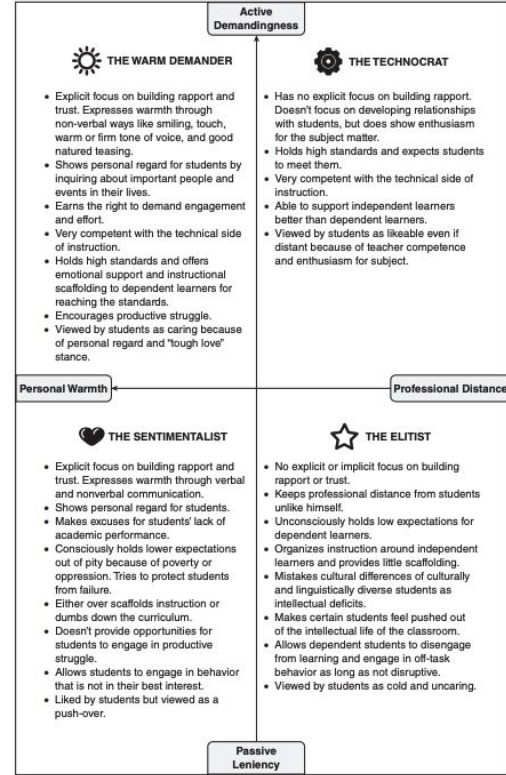 Active
Demandingness
THE WARM DEMANDER
• Explicit focus on building rapport and
trust. Expresses warmth through
non-verbal ways like smiling, touch,
warm or firm tone of voice, and good
natured teasing.
• Shows personal regard for students by
inquiring about important people and
events in their lives.
• Earns the right to demand engagement
and effort.
• Very competent with the technical side
of instruction.
• Holds high standards and offers
emotional support and instructional
scaffolding to dependent learners for
reaching the standards.
• Encourages productive struggle.
• Viewed by students as caring because
of personal regard and “tough love”
stance.
THE TECHNOCRAT
• Has no explicit focus on building rapport.
Doesn't focus on developing relationships
with students, but does show enthusiasm
for the subject matter.
• Holds high standards and expects students
to meet them.
• Very competent with the technical side of
instruction.
• Able to support independent learners
better than dependent learners.
• Viewed by students as likeable even if
distant because of teacher competence
and enthusiasm for subject.
Personal Warmth
Professional Distance
THE SENTIMENTALIST
• Explicit focus on building rapport and
trust. Expresses warmth through verbal
and nonverbal communication.
• Shows personal regard for students.
• Makes excuses for students' lack of
academic performance.
• Consciously holds lower expectations
out of pity because of poverty or
oppression. Tries to protect students
from failure.
• Either over scaffolds instruction or
dumbs down the curriculum.
• Doesn't provide opportunities for
students to engage in productive
struggle.
• Allows students to engage in behavior
that is not in their best interest.
• Liked by students but viewed as a
push-over.
THE ELITIST
• No explicit or implicit focus on building
rapport or trust.
• Keeps professional distance from students
unlike himself.
• Unconsciously holds low expectations for
dependent learners.
• Organizes instruction around independent
learners and provides little scaffolding.
• Mistakes cultural differences of culturally
and linguistically diverse students as
intellectual deficits.
• Makes certain students feel pushed out
of the intellectual life of the classroom.
• Allows dependent students to disengage
from learning and engage in off-task
behavior as long as not disruptive.
• Viewed by students as cold and uncaring.
Passive
Leniency